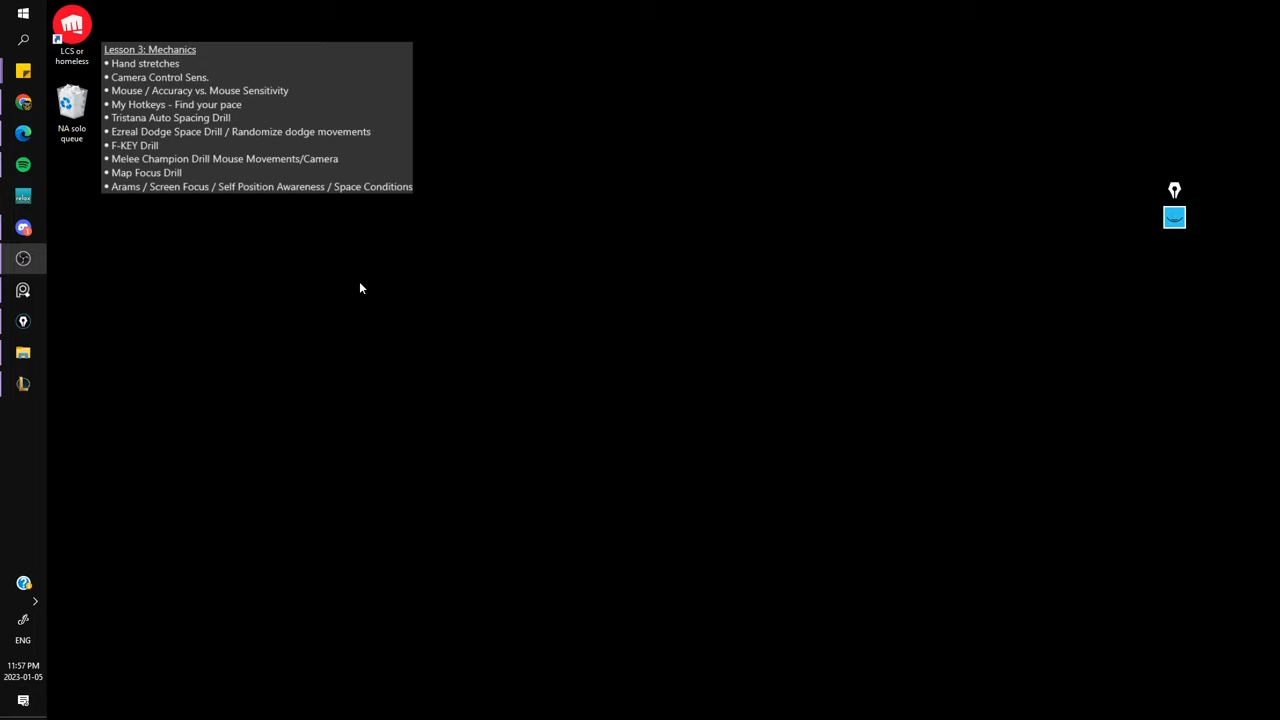 LCS or
homeless
NA solo
queue
Lesson 3: Mechanics
• Hand stretches
• Camera Control Sens.
• Mouse / Accuracy vs. Mouse Sensitivity
• My Hotkeys - Find your pace
• Tristana Auto Spacing Drill
• Ezreal Dodge Space Drill / Randomize dodge movements
• F-KEY Drill
• Melee Champion Drill Mouse Movements/Camera
• Map Focus Drill
• Arams / Screen Focus / Self Position Awareness / Space Conditions
relax
ENG
11:57 PM
2023-01-05